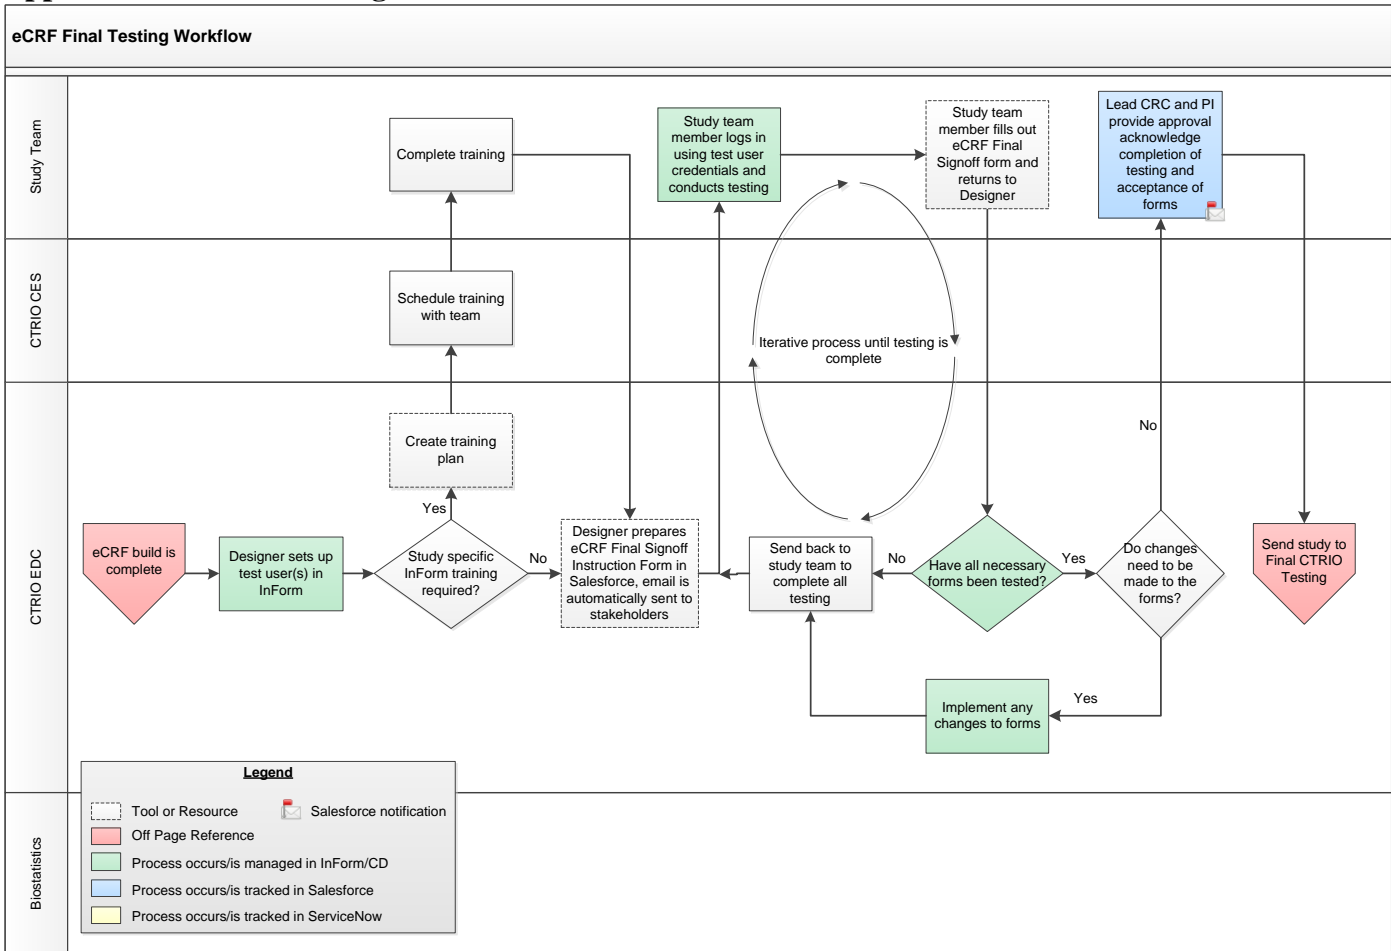 eCRF Final Testing Workflow
Study Team
Complete training
Study team
member logs in
using test user
credentials and
conducts testing
Study team
member fills out
eCRF Final
Signoff form and
returns to
Designer
Lead CRC and PI
provide approval
acknowledge
completion of
testing and
acceptance of
forms
CTRIO CES
Schedule training
with team
Iterative process until testing is
complete
CTRIO EDC
Create training
plan
Yes
No
eCRF build is
complete
Designer sets up
test user(s) in
InForm
Study specific
InForm training
required?
No
Designer prepares
eCRF Final Signoff
Instruction Form in
Salesforce, email is
automatically sent to
stakeholders
Send back to
study team to
complete all
testing
No
Have all necessary
forms been tested?
Yes
Do changes
need to be
made to the
forms?
Send study to
Final CTRIO
Testing
Implement any
changes to forms
Yes
Biostatistics
Legend
Tool or Resource
Salesforce notification
Off Page Reference
Process occurs/is managed in InForm/CD
Process occurs/is tracked in Salesforce
Process occurs/is tracked in ServiceNow